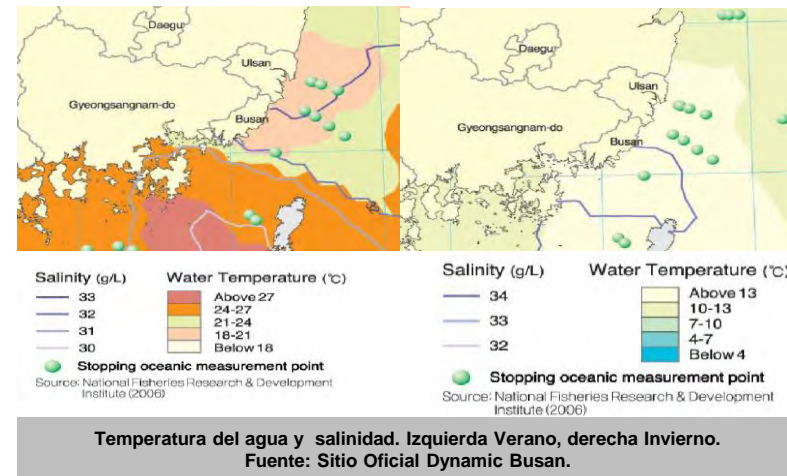 Daegu
Ulsan
Gyeongsangnam-do
Busan
Salinity (g/L)
33
32
31
30
Water Temperature (°C)
Above 27
24-27
21-24
18-21
Below 18
Stopping oceanic measurement point
Source: National Fisheries Research & Development
Institute (2006)
Daegu
Ulsan
Gyeongsangnam-do
Busan
Salinity (g/L)
34
33
32
Water Temperature (°C)
Above 13
10-13
7-10
4-7
Below 4
Stopping oceanic measurement point
Source: National Fisheries Research & Development
Institute (2006)
Temperatura del agua y salinidad. Izquierda Verano, derecha Invierno.
Fuente: Sitio Oficial Dynamic Busan.